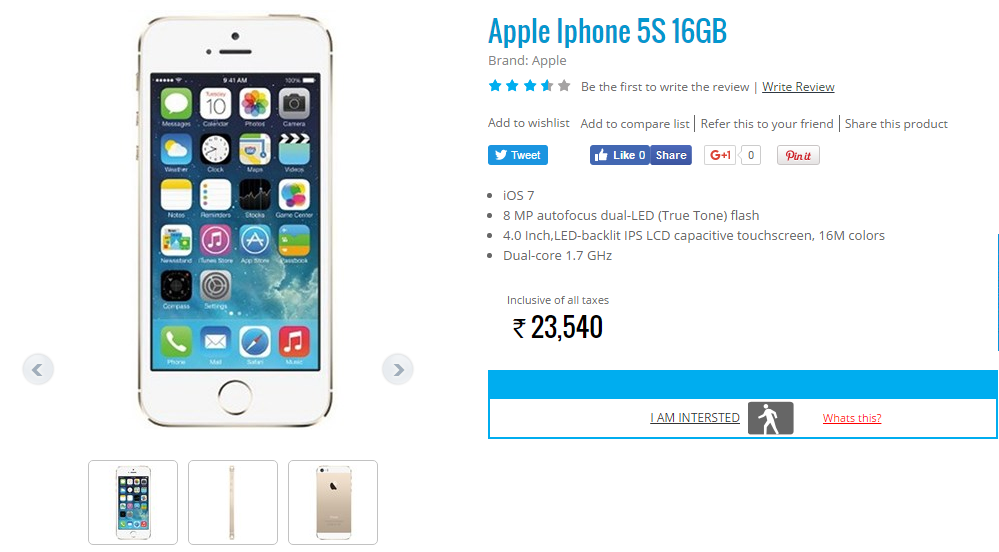 Apple Iphone 5S 16GB
Brand: Apple
Be the first to write the review | Write Review
Add to wishlist Add to compare list | Refer this to your friend | Share this product
Tweet Like 0 Share G+1 0 Pin it
iOS 7
8 MP autofocus dual-LED (True Tone) flash
4.0 Inch,LED-backlit IPS LCD capacitive touchscreen, 16M colors
Dual-core 1.7 GHz
Inclusive of all taxes
₹ 23,540
I AM INTERSTED Whats this?
9:41 AM 100%
Tuesday
10
Messages Calendar Photos Camera
Weather Clock Maps Videos
Notes Reminders Stocks Game Center
Newsstand iTunes Store App Store Passbook
Compass Settings
Phone Mail Safari Music